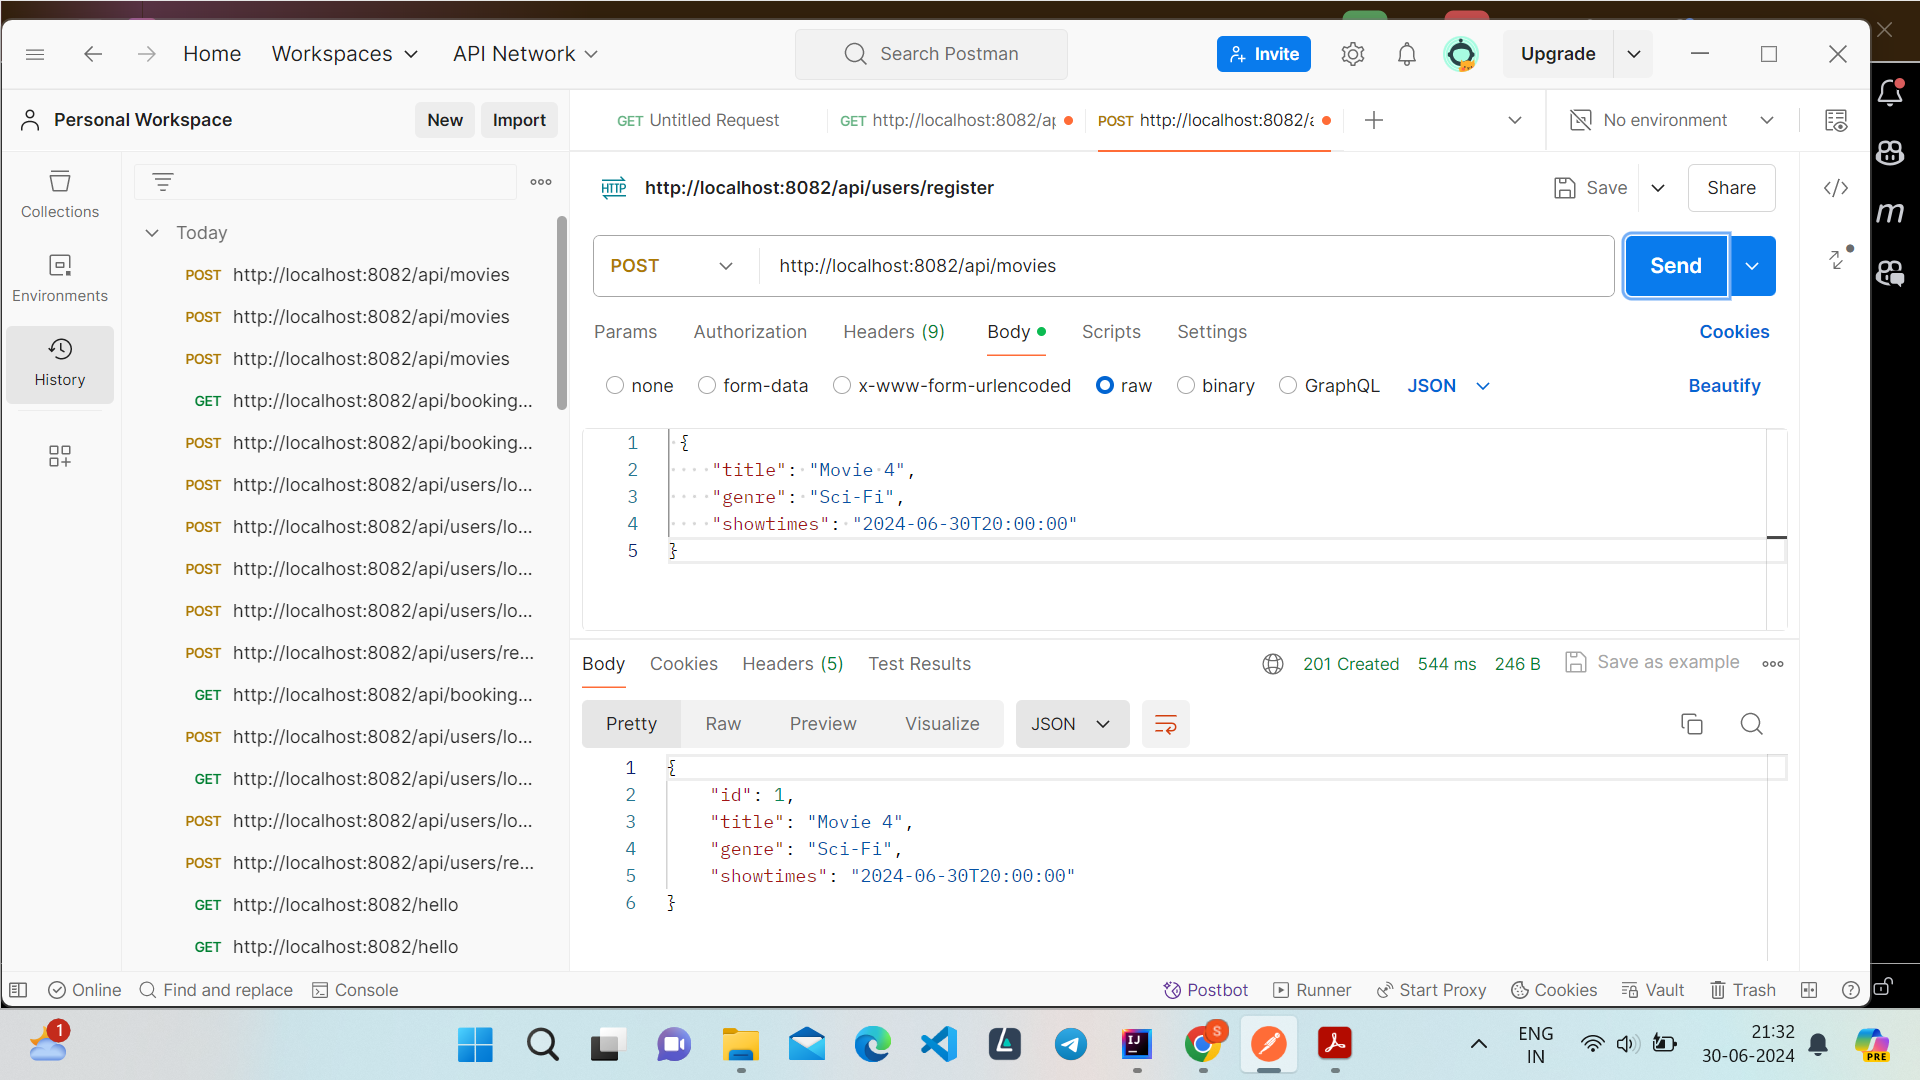 Home Workspaces API Network Search Postman Invite Upgrade
Personal Workspace New Import GET Untitled Request GET http://localhost:8082/ap POST http://localhost:8082/a No environment
HTTP http://localhost:8082/api/users/register Save Share
Collections
Environments
History
Today
POST http://localhost:8082/api/movies
POST http://localhost:8082/api/movies
POST http://localhost:8082/api/movies
GET http://localhost:8082/api/booking...
POST http://localhost:8082/api/booking...
POST http://localhost:8082/api/users/lo...
POST http://localhost:8082/api/users/lo...
POST http://localhost:8082/api/users/lo...
POST http://localhost:8082/api/users/lo...
POST http://localhost:8082/api/users/re...
GET http://localhost:8082/api/booking...
POST http://localhost:8082/api/users/lo...
GET http://localhost:8082/api/users/lo...
POST http://localhost:8082/api/users/lo...
POST http://localhost:8082/api/users/re...
GET http://localhost:8082/hello
GET http://localhost:8082/hello
POST http://localhost:8082/api/movies Send
Params Authorization Headers (9) Body Scripts Settings Cookies
none form-data x-www-form-urlencoded raw binary GraphQL JSON Beautify
1 {
2 "title": "Movie 4",
3 "genre": "Sci-Fi",
4 "showtimes": "2024-06-30T20:00:00"
5 }
Body Cookies Headers (5) Test Results 201 Created 544 ms 246 B Save as example
Pretty Raw Preview Visualize JSON
1 {
2 "id": 1,
3 "title": "Movie 4",
4 "genre": "Sci-Fi",
5 "showtimes": "2024-06-30T20:00:00"
6 }
m
Online Find and replace Console Postbot Runner Start Proxy Cookies Vault Trash
1
IJ
S
ENG
IN
21:32
30-06-2024
PRE